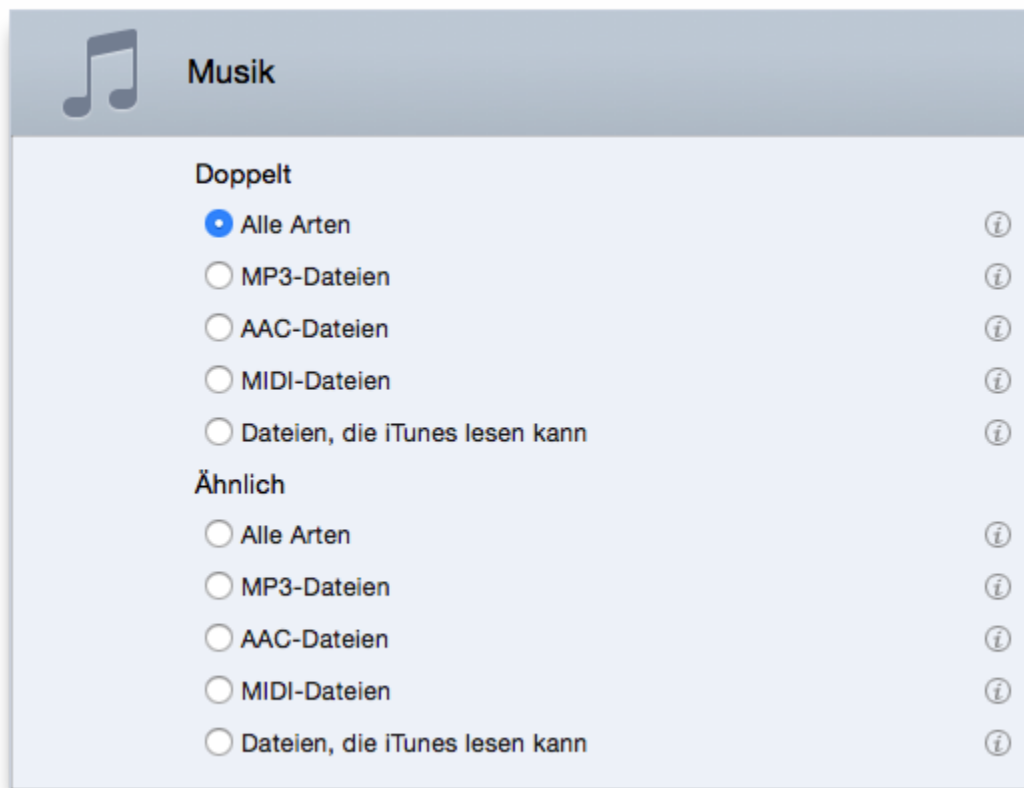 Musik
Doppelt
Alle Arten
MP3-Dateien
AAC-Dateien
MIDI-Dateien
Dateien, die iTunes lesen kann
Ähnlich
Alle Arten
MP3-Dateien
AAC-Dateien
MIDI-Dateien
Dateien, die iTunes lesen kann